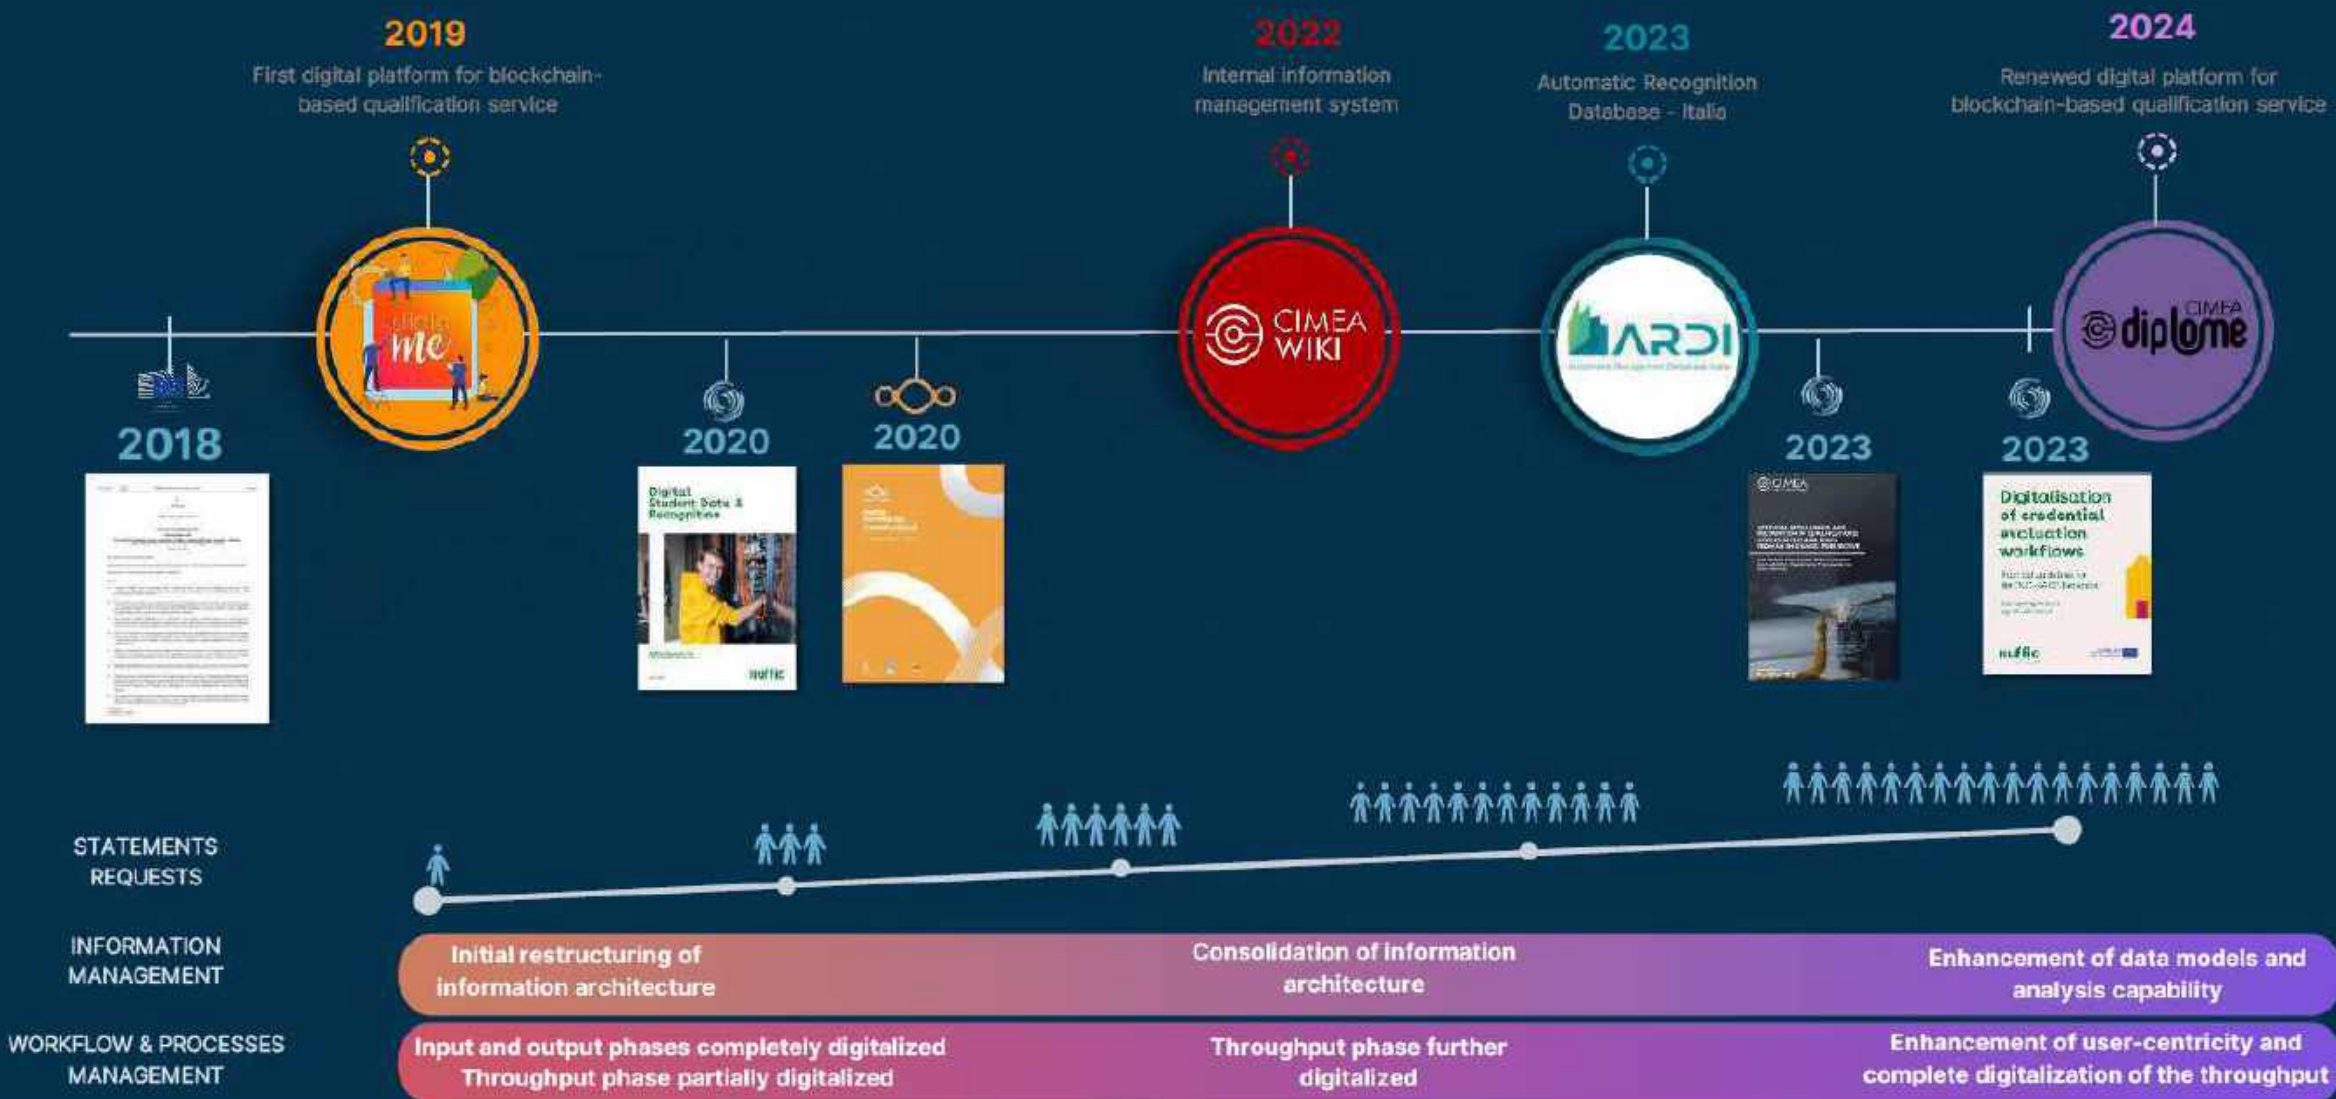 2019
First digital platform for blockchain-
based qualification service
2022
Internal information
management system
2023
Automatic Recognition
Database - Italia
2024
Renewed digital platform for
blockchain-based qualification service
me
CIMEA
WIKI
ARDI
CIMEA
diplome
2018
2020
2020
2023
2023
Digital
Student Data &
Recognition
nuffic
CIMEA
Digitalisation
of credential
evaluation
workflows
nuffic
STATEMENTS
REQUESTS
INFORMATION
MANAGEMENT
Initial restructuring of
information architecture
Consolidation of information
architecture
Enhancement of data models and
analysis capability
WORKFLOW & PROCESSES
MANAGEMENT
Input and output phases completely digitalized
Throughput phase partially digitalized
Throughput phase further
digitalized
Enhancement of user-centricity and
complete digitalization of the throughput